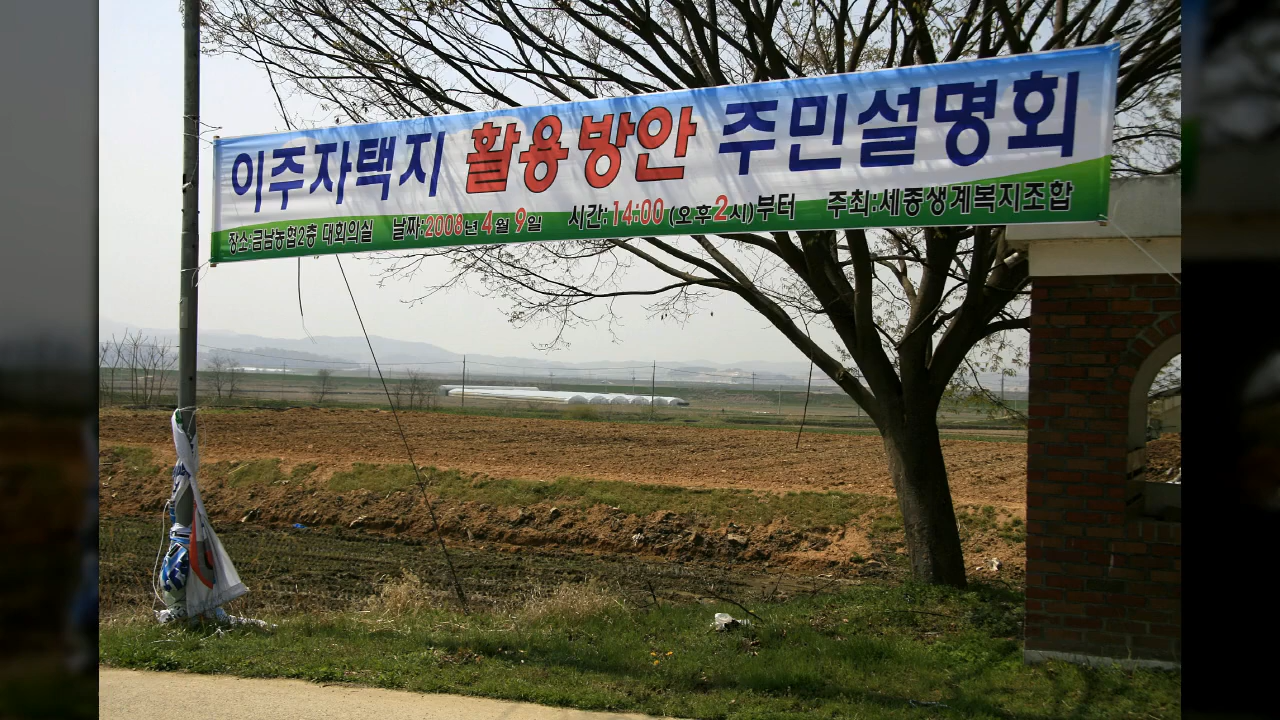 이주자택지 활용방안 주민설명회
장소:금남농협2층 대회의실 날짜:2008년 4월 9일 시간:14:00 (오후2시)부터 주최:세종생계복지조합